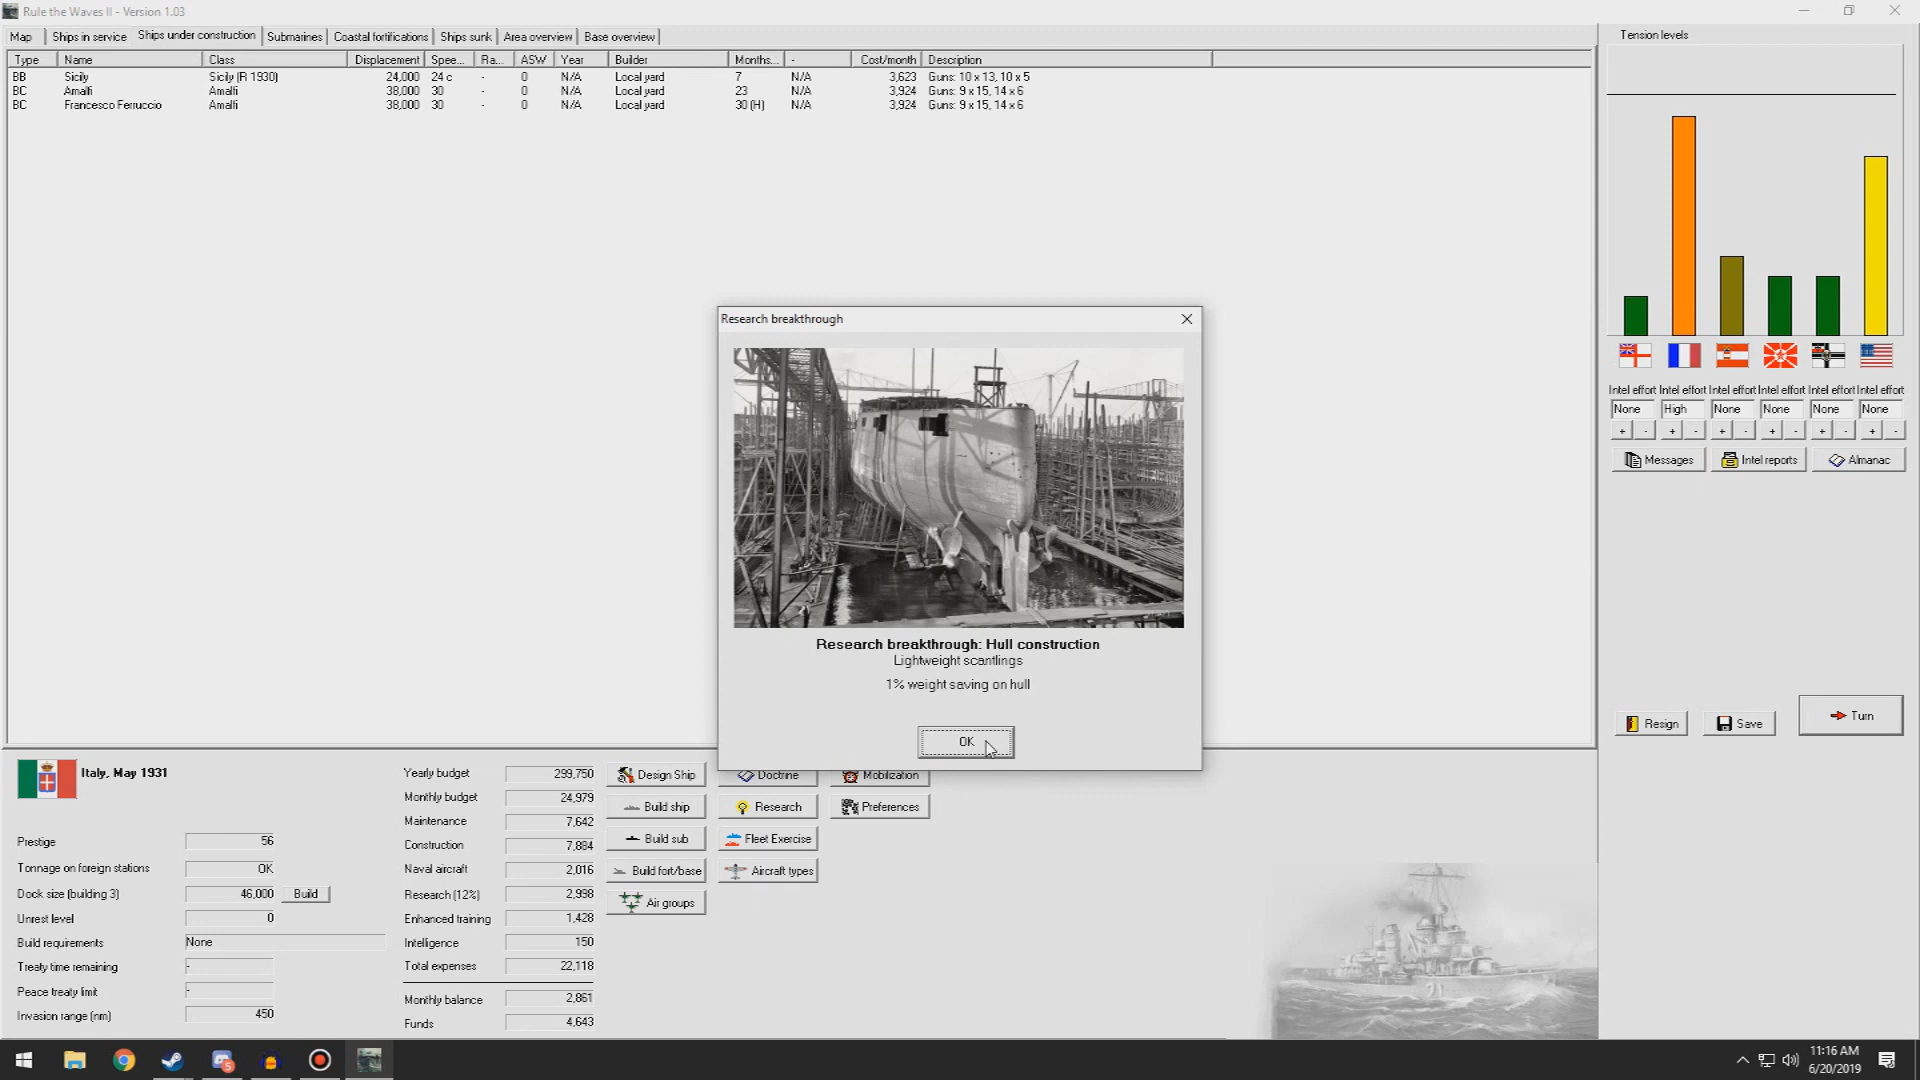 Rule the Waves II - Version 1.03
Map Ships in service Ships under construction Submarines Coastal fortifications Ships sunk Area overview Base overview
Type Name Class Displacement Spee... Ra... ASW Year Builder Months... - Cost/month Description
BB Sicily Sicily (R 1930) 24,000 24 c - 0 N/A Local yard 7 N/A 3,623 Guns: 10 x 13, 10 x 5
BC Amalfi Amalfi 38,000 30 - 0 N/A Local yard 23 N/A 3,924 Guns: 9 x 15, 14 x 6
BC Francesco Ferruccio Amalfi 38,000 30 - 0 N/A Local yard 30 (H) N/A 3,924 Guns: 9 x 15, 14 x 6
Tension levels
Intel effort Intel effort Intel effort Intel effort Intel effort Intel effort
None High None None None None
+ - + - + - + - + - + -
Messages Intel reports Almanac
Resign Save Turn
Research breakthrough
Research breakthrough: Hull construction
Lightweight scantlings
1% weight saving on hull
OK
Italy, May 1931
Prestige 56
Tonnage on foreign stations OK
Dock size (building 3) 46,000 Build
Unrest level 0
Build requirements None
Treaty time remaining -
Peace treaty limit -
Invasion range (nm) 450
Yearly budget 299,750
Monthly budget 24,979
Maintenance 7,642
Construction 7,884
Naval aircraft 2,016
Research (12%) 2,998
Enhanced training 1,428
Intelligence 150
Total expenses 22,118
Monthly balance 2,861
Funds 4,643
Design Ship Doctrine Mobilization
Build ship Research Preferences
Build sub Fleet Exercise
Build fort/base Aircraft types
Air groups
11:16 AM
6/20/2019